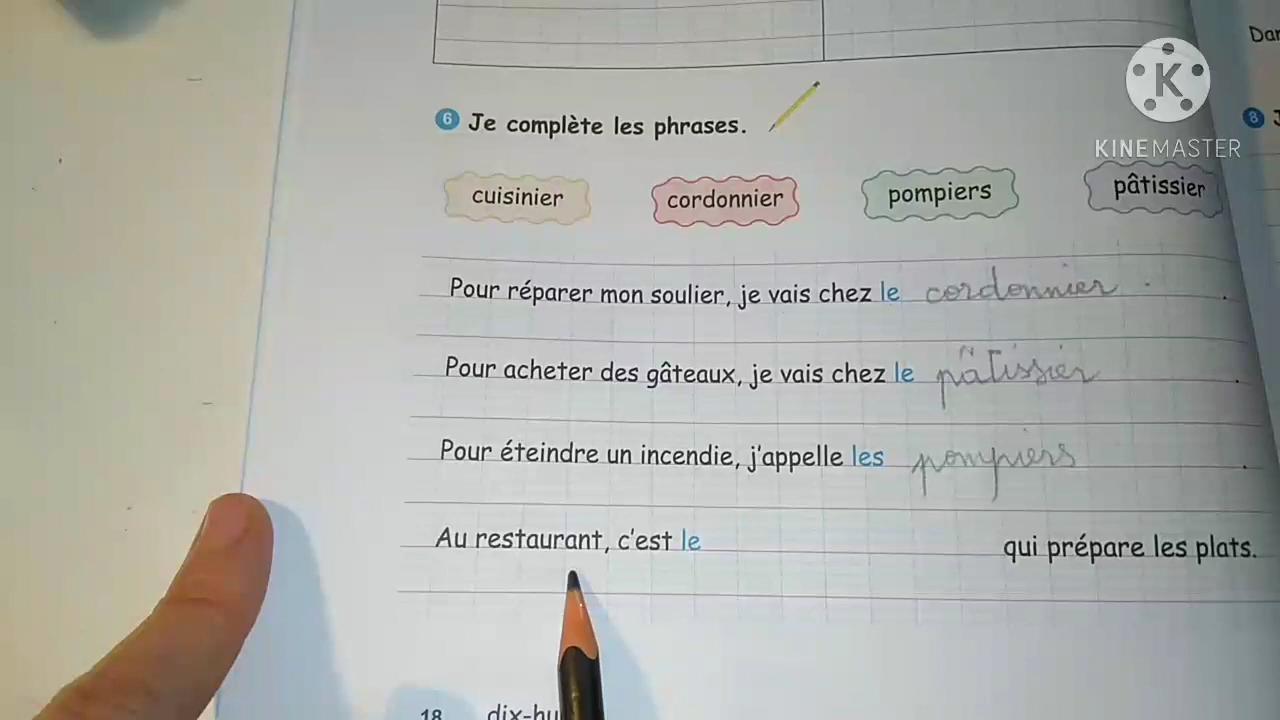 Dar
K
KINEMASTER
6 Je complète les phrases.
8 J
cuisinier cordonnier pompiers pâtissier
Pour réparer mon soulier, je vais chez le cordonnier.
Pour acheter des gâteaux, je vais chez le pâtissier.
Pour éteindre un incendie, j'appelle les pompiers.
Au restaurant, c'est le qui prépare les plats.
18 dix-hu